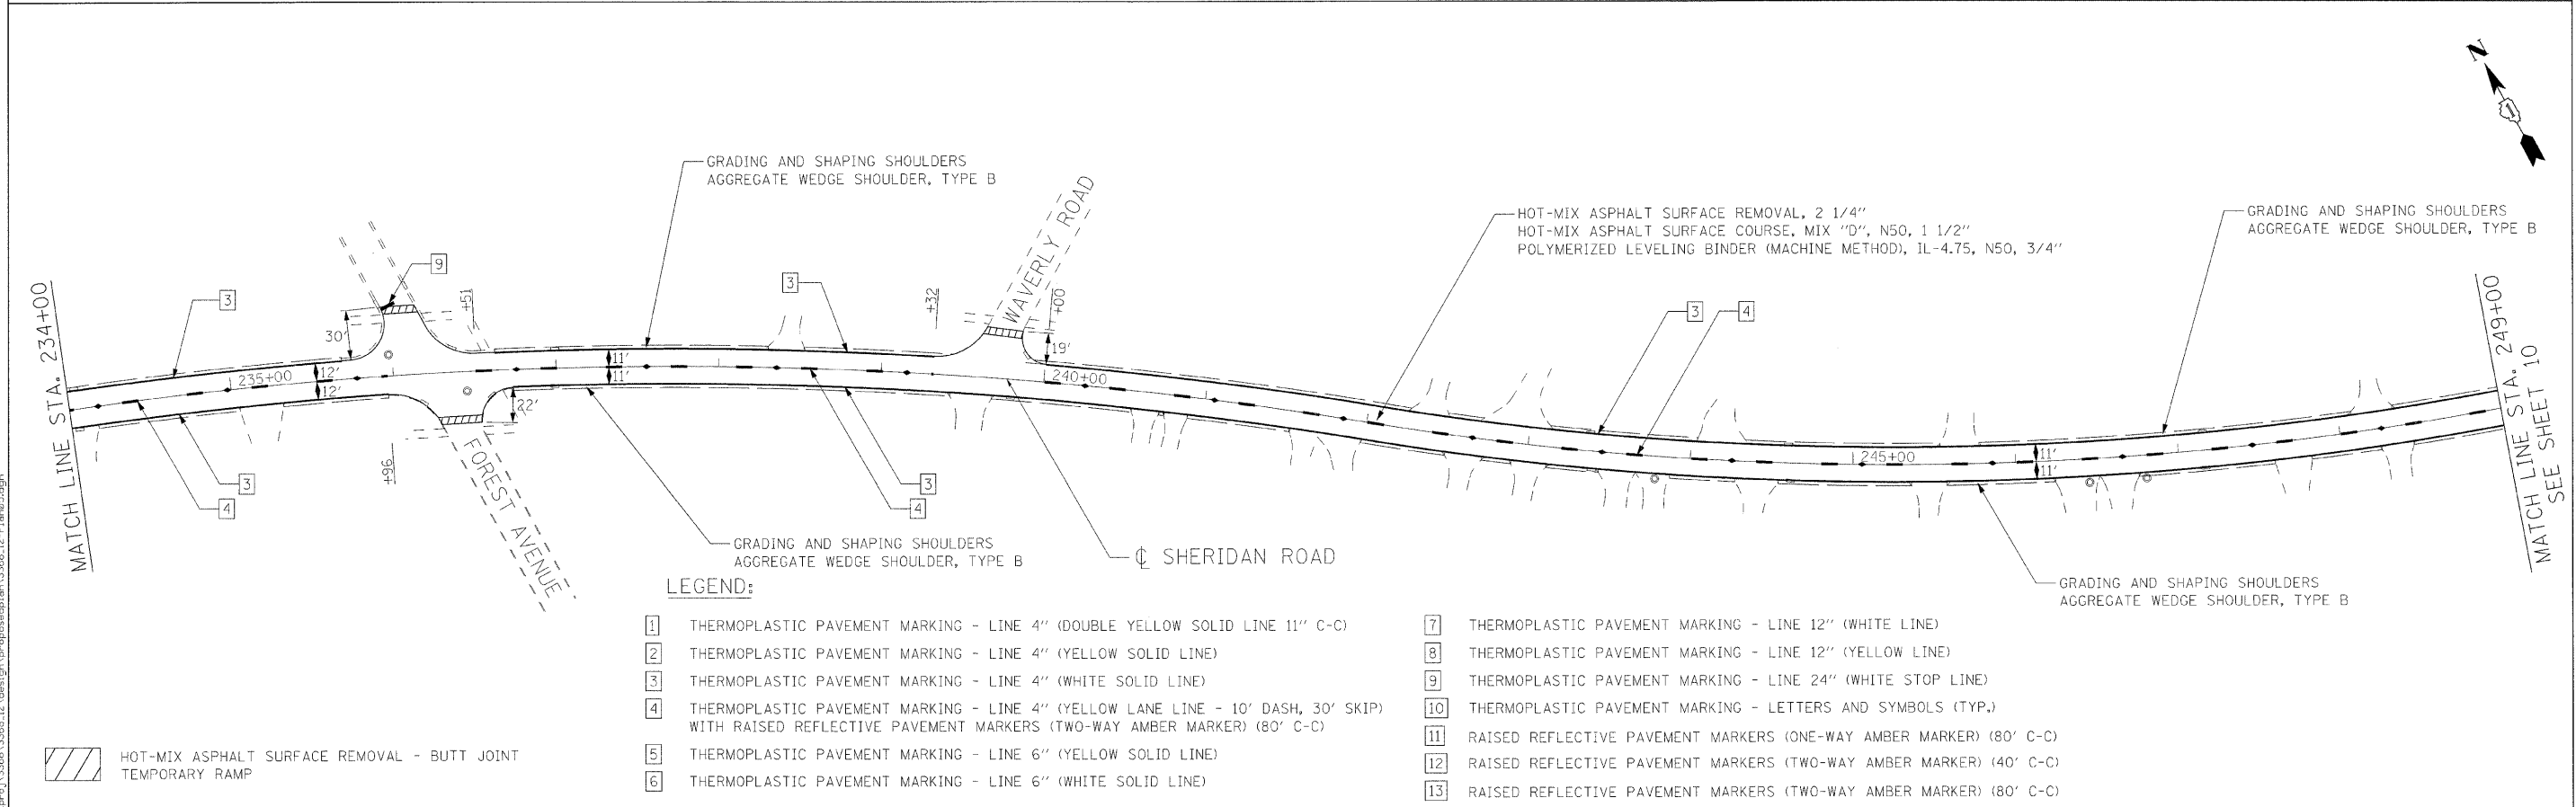 N
1
GRADING AND SHAPING SHOULDERS
AGGREGATE WEDGE SHOULDER, TYPE B
WAVERLY ROAD
HOT-MIX ASPHALT SURFACE REMOVAL, 2 1/4"
HOT-MIX ASPHALT SURFACE COURSE, MIX "D", N50, 1 1/2"
POLYMERIZED LEVELING BINDER (MACHINE METHOD), IL-4.75, N50, 3/4"
GRADING AND SHAPING SHOULDERS
AGGREGATE WEDGE SHOULDER, TYPE B
9
3
+51
3
+32
+00
3
4
MATCH LINE STA. 234+00
30'
19'
235+00
12'
12'
11'
11'
240+00
22'
245+00
11'
11'
MATCH LINE STA. 249+00
SEE SHEET 10
+96
3
4
FOREST AVENUE
3
4
GRADING AND SHAPING SHOULDERS
AGGREGATE WEDGE SHOULDER, TYPE B
℄ SHERIDAN ROAD
GRADING AND SHAPING SHOULDERS
AGGREGATE WEDGE SHOULDER, TYPE B
LEGEND:
1 THERMOPLASTIC PAVEMENT MARKING - LINE 4" (DOUBLE YELLOW SOLID LINE 11" C-C)
2 THERMOPLASTIC PAVEMENT MARKING - LINE 4" (YELLOW SOLID LINE)
3 THERMOPLASTIC PAVEMENT MARKING - LINE 4" (WHITE SOLID LINE)
4 THERMOPLASTIC PAVEMENT MARKING - LINE 4" (YELLOW LANE LINE - 10' DASH, 30' SKIP)
WITH RAISED REFLECTIVE PAVEMENT MARKERS (TWO-WAY AMBER MARKER) (80' C-C)
5 THERMOPLASTIC PAVEMENT MARKING - LINE 6" (YELLOW SOLID LINE)
6 THERMOPLASTIC PAVEMENT MARKING - LINE 6" (WHITE SOLID LINE)
7 THERMOPLASTIC PAVEMENT MARKING - LINE 12" (WHITE LINE)
8 THERMOPLASTIC PAVEMENT MARKING - LINE 12" (YELLOW LINE)
9 THERMOPLASTIC PAVEMENT MARKING - LINE 24" (WHITE STOP LINE)
10 THERMOPLASTIC PAVEMENT MARKING - LETTERS AND SYMBOLS (TYP.)
11 RAISED REFLECTIVE PAVEMENT MARKERS (ONE-WAY AMBER MARKER) (80' C-C)
12 RAISED REFLECTIVE PAVEMENT MARKERS (TWO-WAY AMBER MARKER) (40' C-C)
13 RAISED REFLECTIVE PAVEMENT MARKERS (TWO-WAY AMBER MARKER) (80' C-C)
HOT-MIX ASPHALT SURFACE REMOVAL - BUTT JOINT
TEMPORARY RAMP